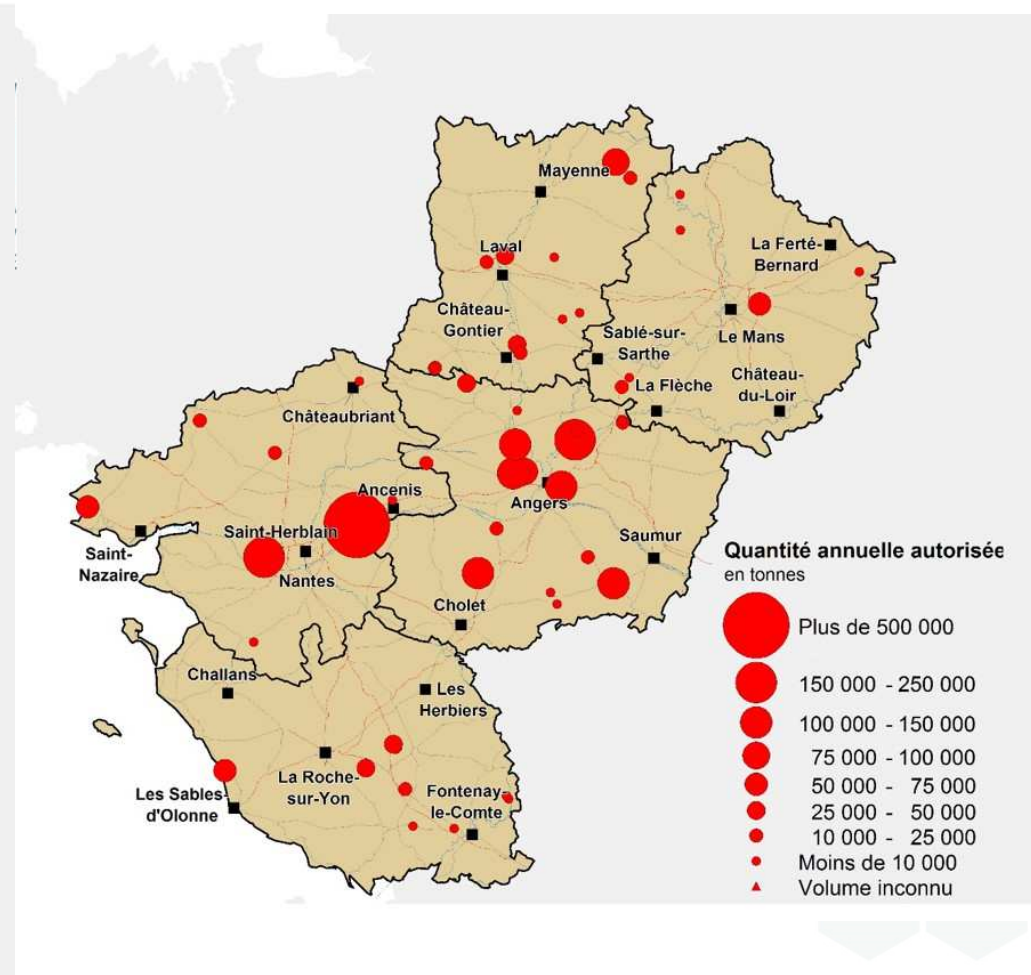 Mayenne
La Ferté-
Bernard
Laval
Château-
Gontier
Sablé-sur-
Sarthe
Le Mans
La Flèche
Château-
du-Loir
Châteaubriant
Ancenis
Angers
Saint-Herblain
Saumur
Saint-
Nazaire
Nantes
Cholet
Challans
Les
Herbiers
La Roche-
sur-Yon
Fontenay-
le-Comte
Les Sables-
d'Olonne
Quantité annuelle autorisée
en tonnes
Plus de 500 000
150 000 - 250 000
100 000 - 150 000
75 000 - 100 000
50 000 - 75 000
25 000 - 50 000
10 000 - 25 000
Moins de 10 000
Volume inconnu